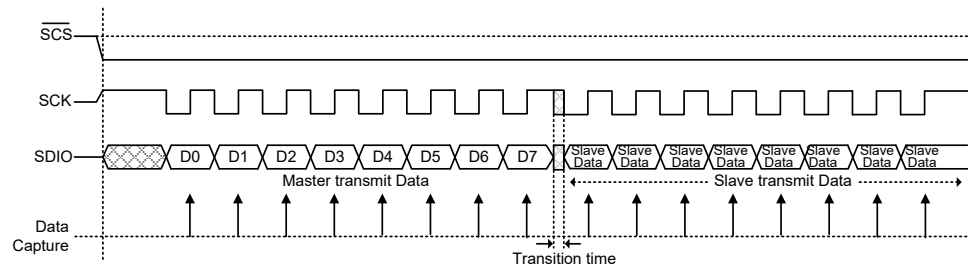 SCS
SCK
SDIO D0 D1 D2 D3 D4 D5 D6 D7 Slave Data Slave Data Slave Data Slave Data Slave Data Slave Data Slave Data Slave Data
Master transmit Data Slave transmit Data
Data Capture
Transition time